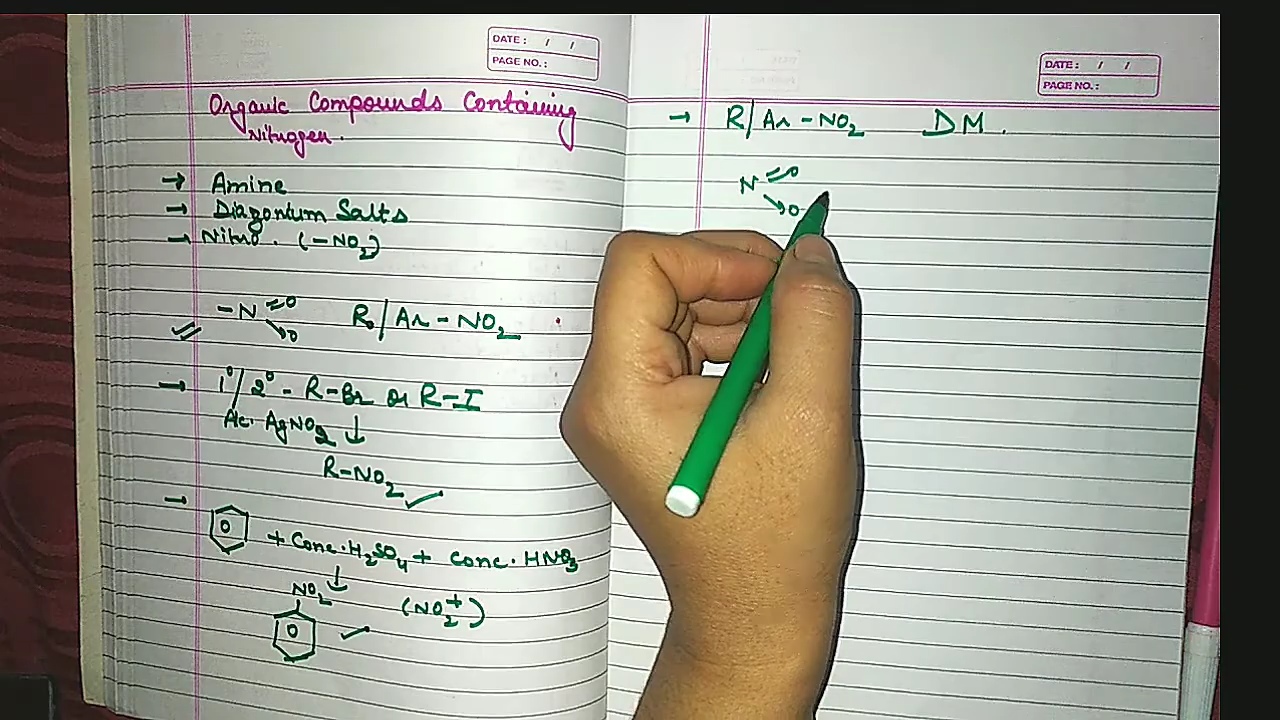 DATE: / /
PAGE NO.:
Organic Compounds Containing
Nitrogen.
→ Amine
→ Diazonium Salts
→ Nitro. (-NO2)
-N =O
→O
R/Ar-NO2
→ 1°/2° - R-Br or R-I
Alc. AgNO2 ↓
R-NO2 ✓
→
O + Conc. H2SO4 + Conc. HNO3
↓
NO2
(NO2+)
O ✓
DATE: / /
PAGE NO.:
→ R/Ar-NO2 DM.
N =O
→O